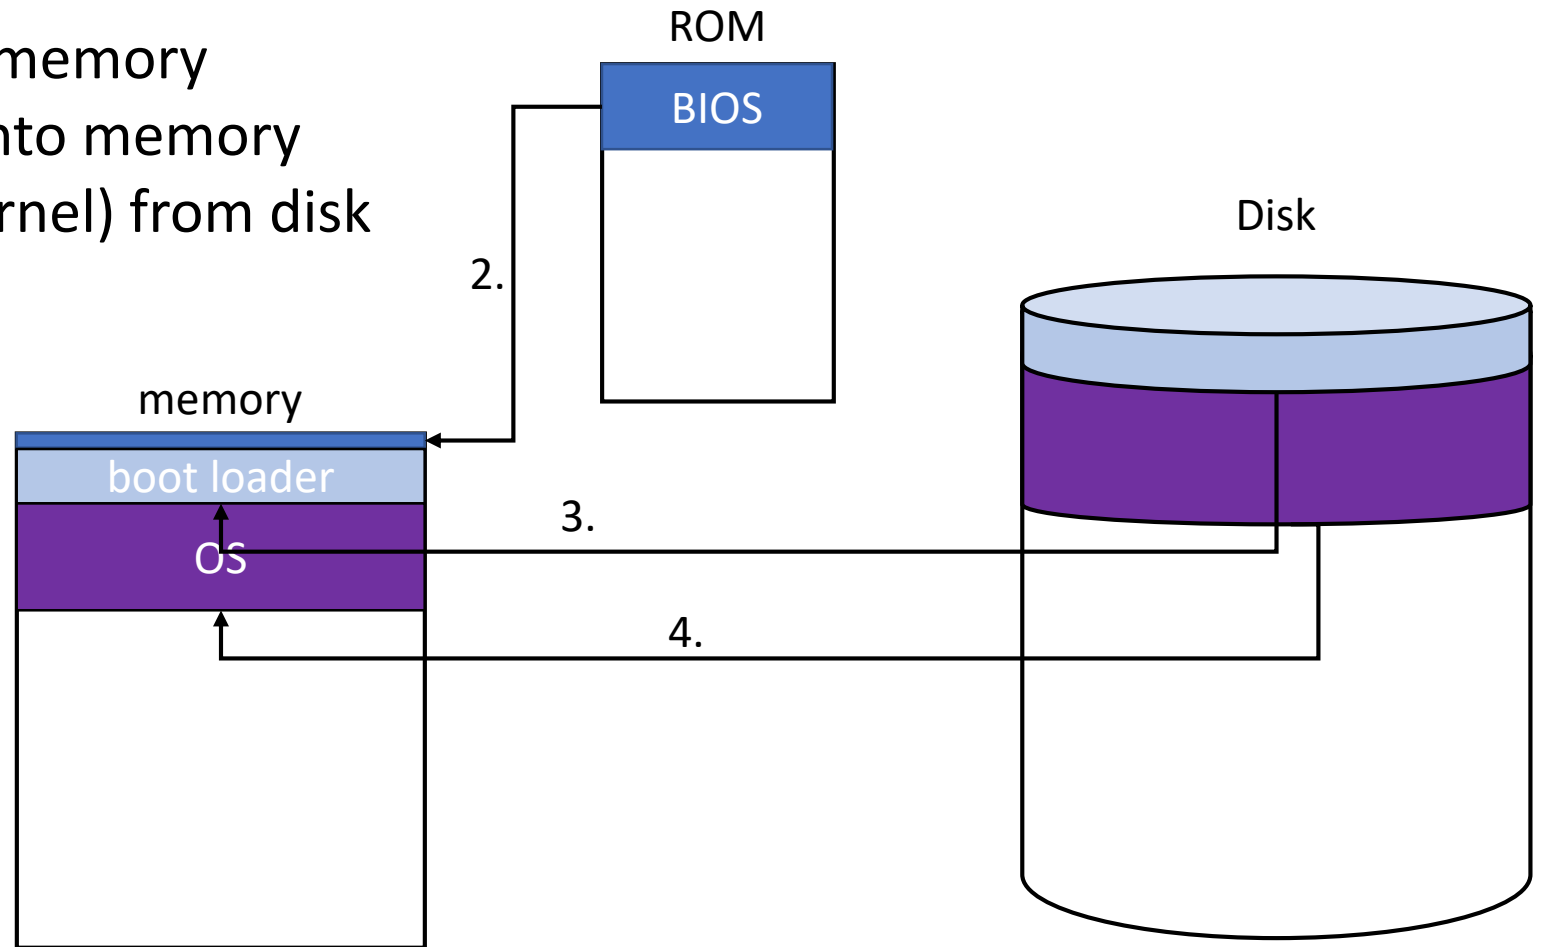 memory
nto memory
rnel) from disk
ROM
BIOS
Disk
2.
memory
boot loader
3.
OS
4.